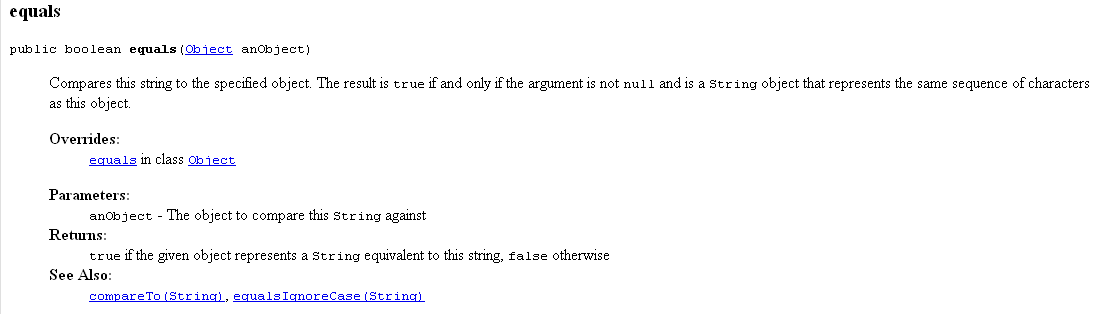 equals
public boolean equals(Object anObject)
Compares this string to the specified object. The result is true if and only if the argument is not null and is a String object that represents the same sequence of characters
as this object.
Overrides:
equals in class Object
Parameters:
anObject - The object to compare this String against
Returns:
true if the given object represents a String equivalent to this string, false otherwise
See Also:
compareTo(String), equalsIgnoreCase(String)